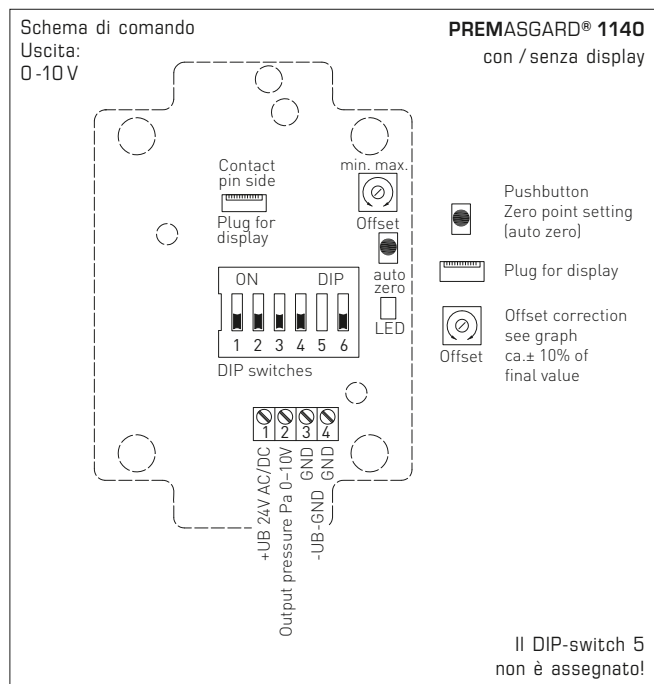 Schema di comando
Uscita:
0 -10 V
PREMASGARD® 1140
con / senza display
Contact
pin side
Plug for
display
min. max.
Offset
auto
zero
LED
ON DIP
1 2 3 4 5 6
DIP switches
1 2 3 4
+UB 24V AC/DC
Output pressure Pa 0–10V
GND
-UB-GND
GND
Pushbutton
Zero point setting
(auto zero)
Plug for display
Offset
Offset correction
see graph
ca.± 10% of
final value
Il DIP-switch 5
non è assegnato!